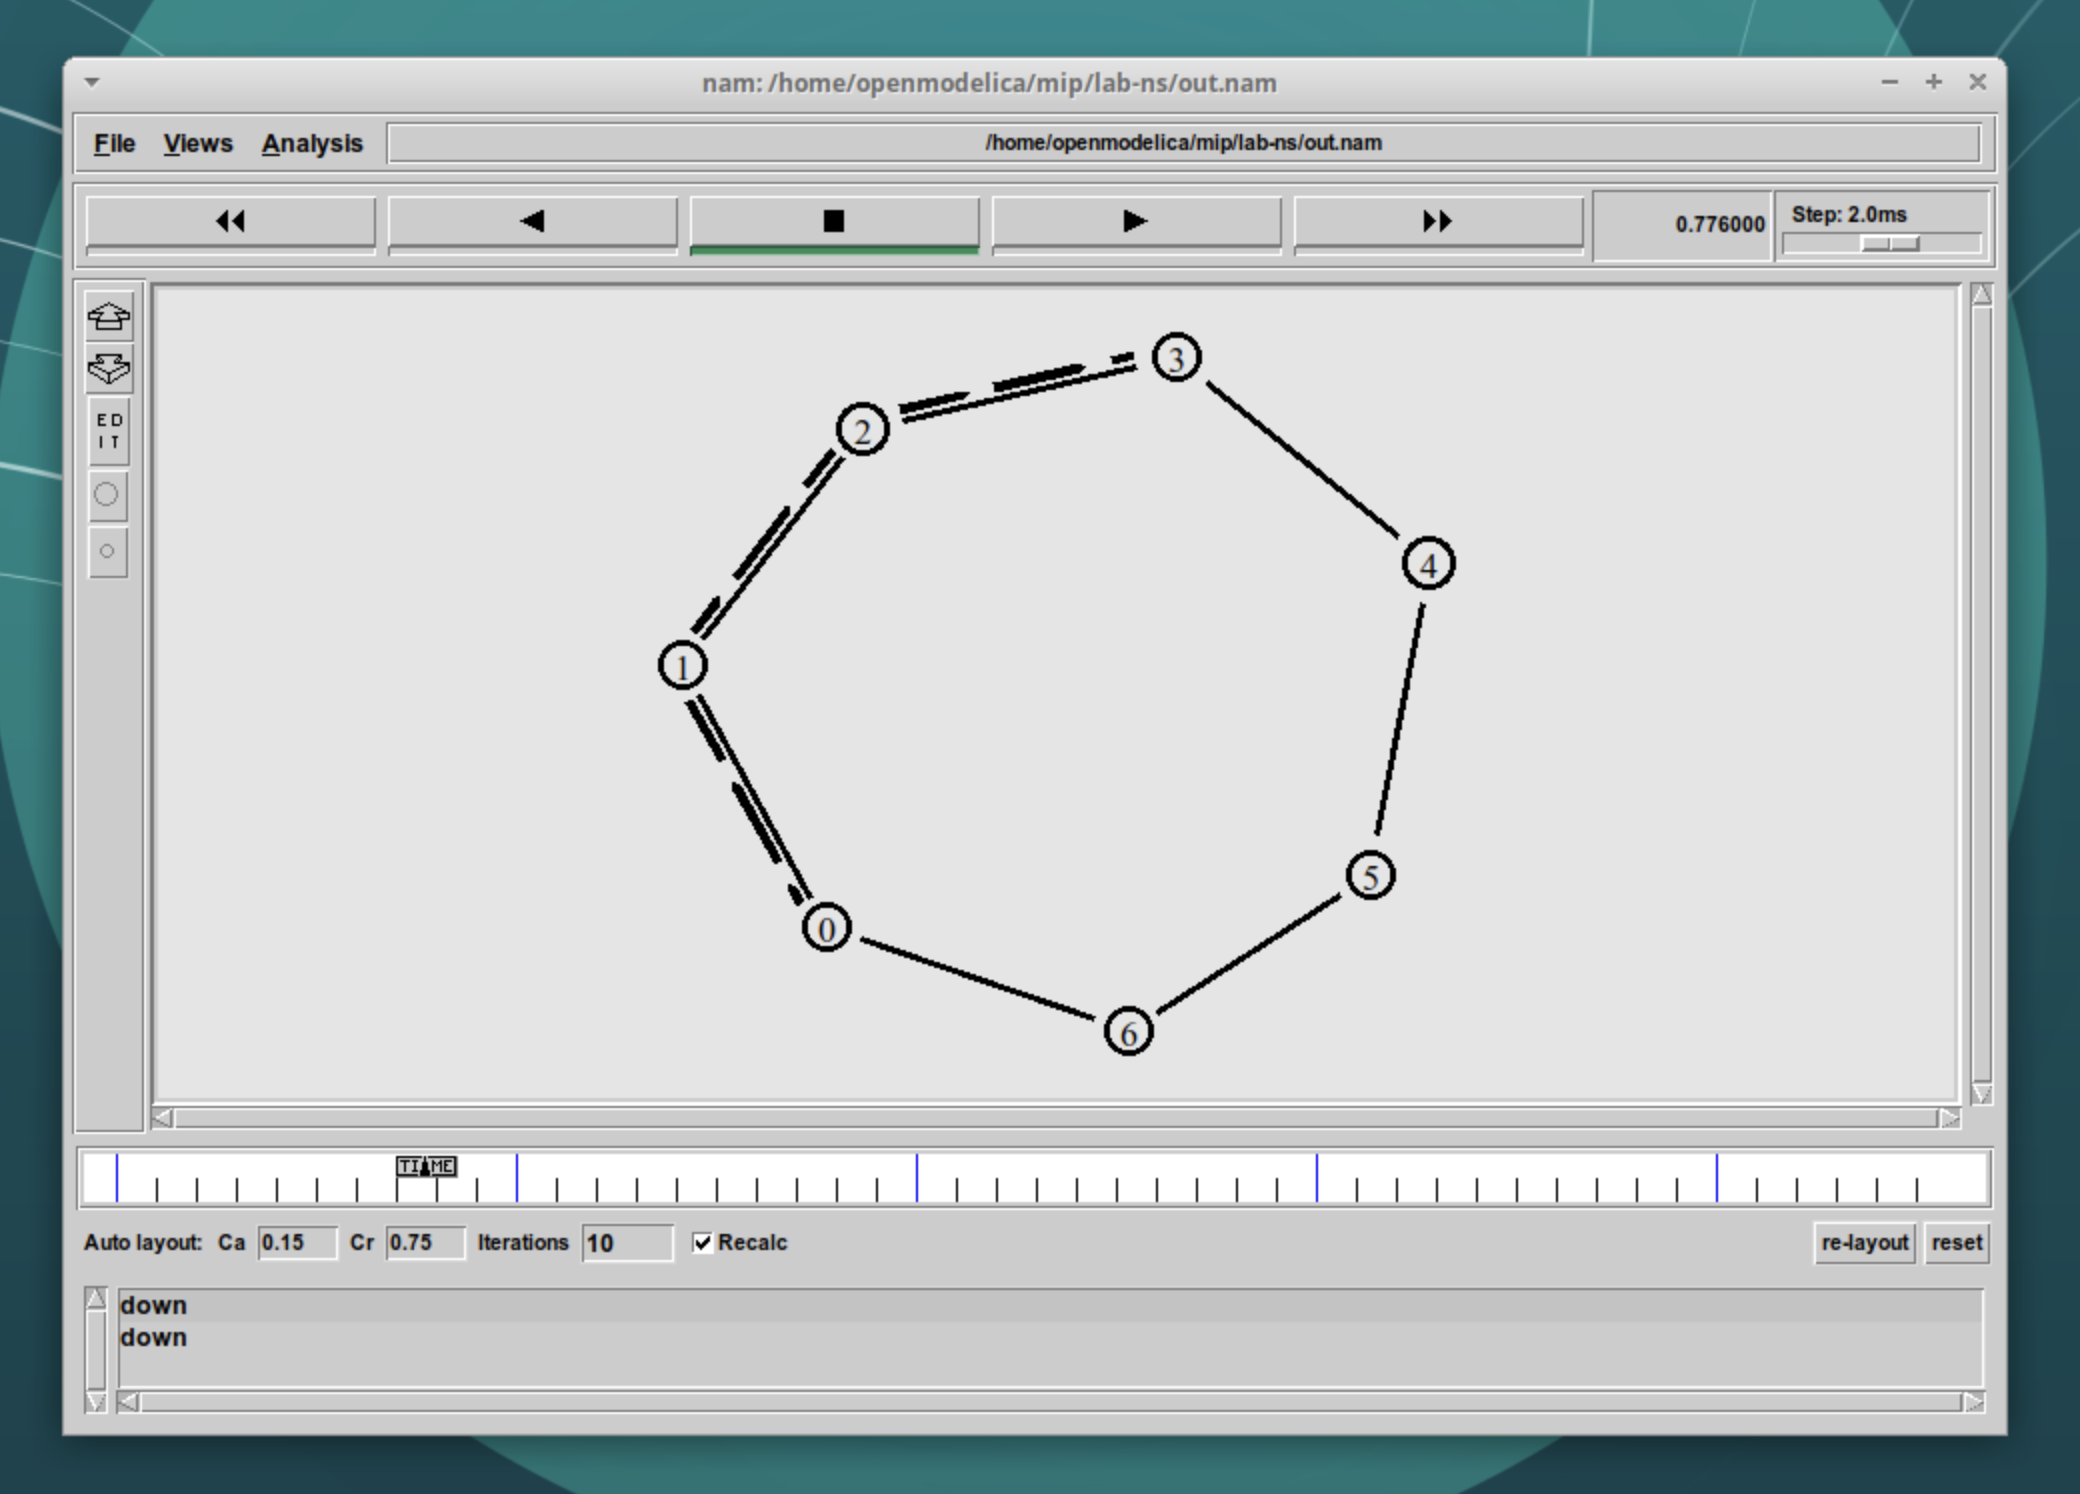 nam: /home/openmodelica/mip/lab-ns/out.nam
File Views Analysis /home/openmodelica/mip/lab-ns/out.nam
0.776000 Step: 2.0ms
ED
IT
3
2
4
1
5
0
6
TIME
Auto layout: Ca 0.15 Cr 0.75 Iterations 10 Recalc re-layout reset
down
down